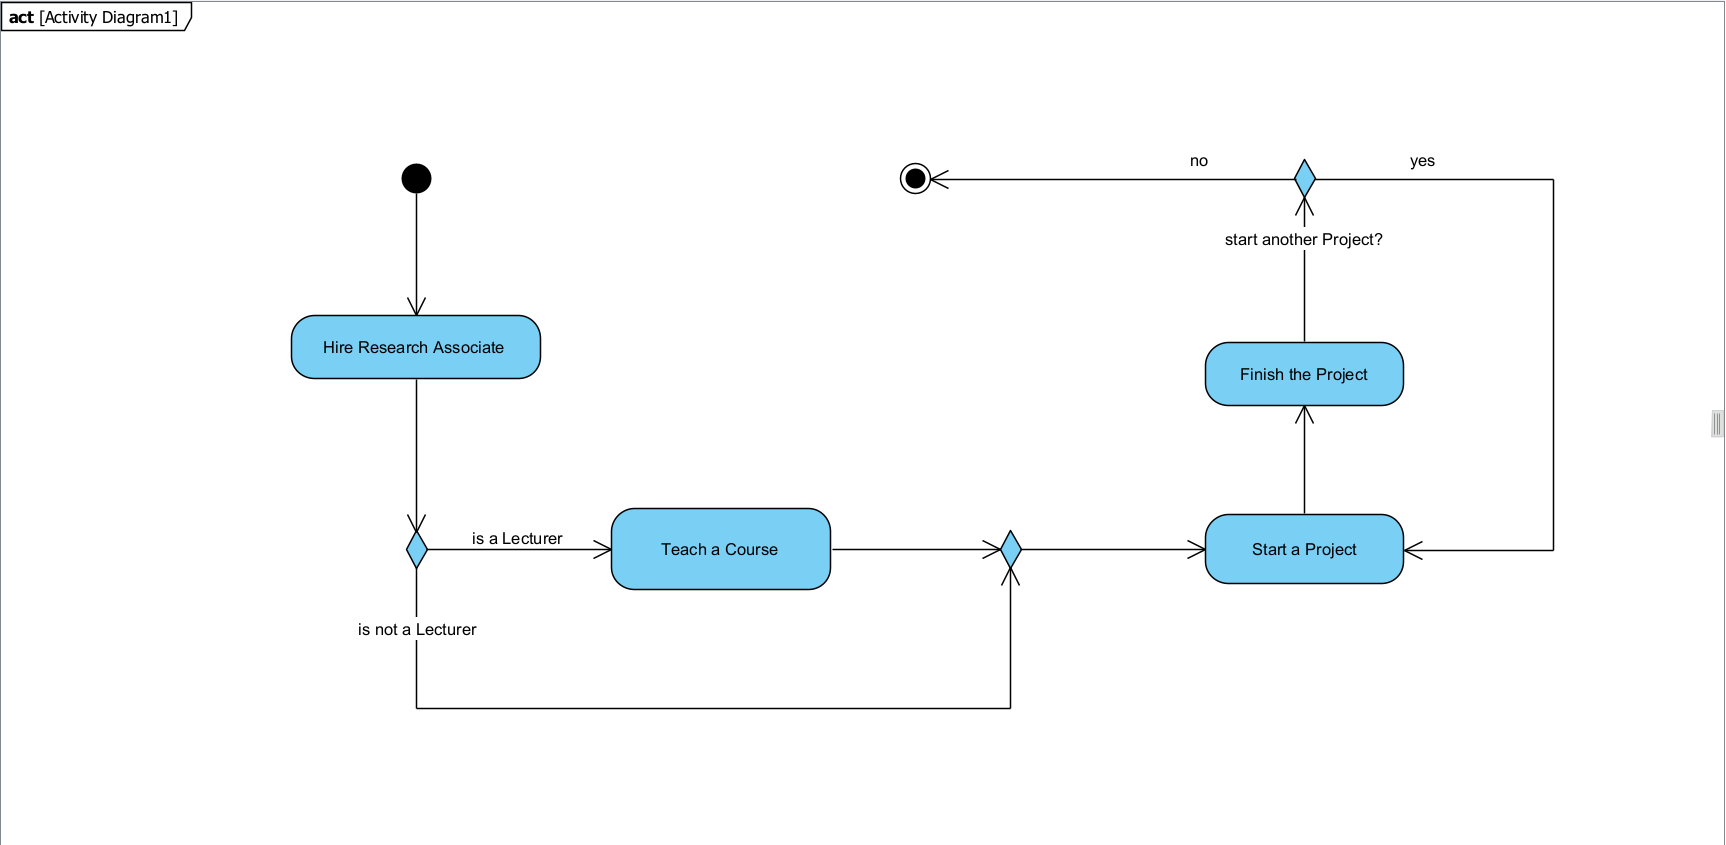 act [Activity Diagram1]
no
yes
start another Project?
Hire Research Associate
Finish the Project
is a Lecturer
Teach a Course
Start a Project
is not a Lecturer